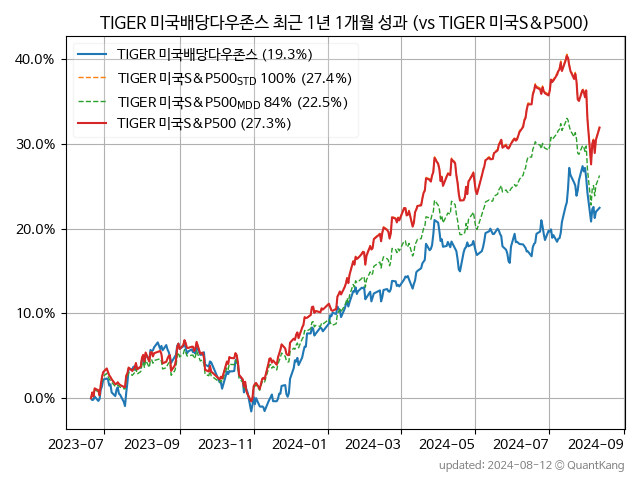 TIGER 미국배당다우존스 최근 1년 1개월 성과 (vs TIGER 미국S&P500)
TIGER 미국배당다우존스 (19.3%)
TIGER 미국S&P500STD 100% (27.4%)
TIGER 미국S&P500MDD 84% (22.5%)
TIGER 미국S&P500 (27.3%)
40.0%
30.0%
20.0%
10.0%
0.0%
2023-07 2023-09 2023-11 2024-01 2024-03 2024-05 2024-07 2024-09
updated: 2024-08-12 © QuantKang